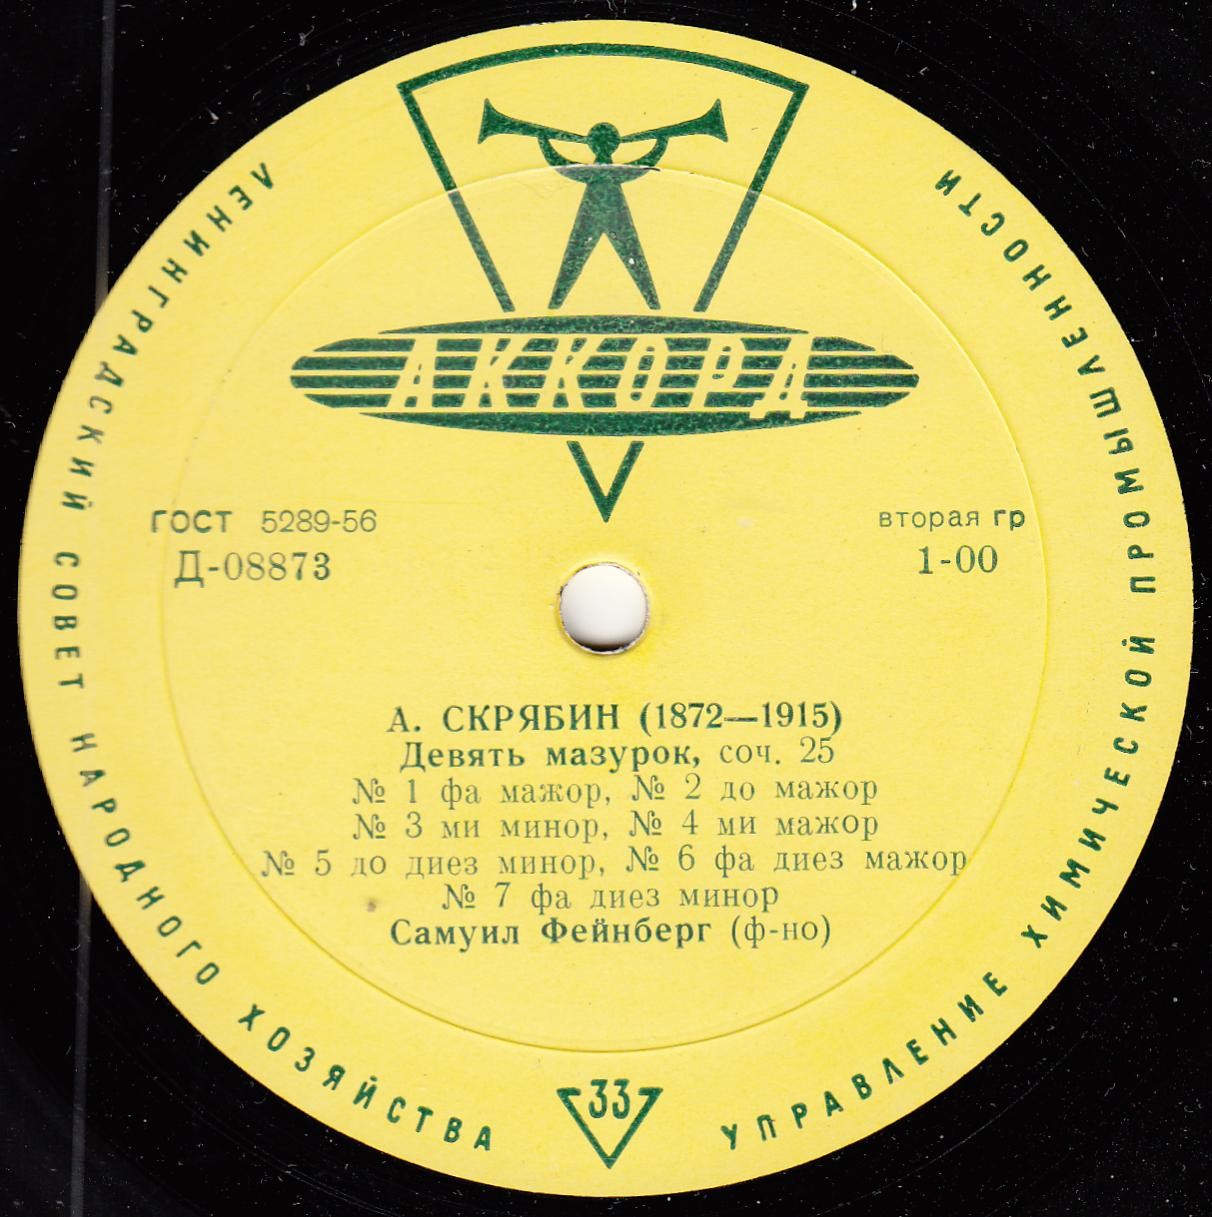 АККОРД
ЛЕНИНГРАДСКИЙ СОВЕТ НАРОДНОГО ХОЗЯЙСТВА
УПРАВЛЕНИЕ ХИМИЧЕСКОЙ ПРОМЫШЛЕННОСТИ
ГОСТ 5289-56
Д-08873
вторая гр
1-00
А. СКРЯБИН (1872—1915)
Девять мазурок, соч. 25
№ 1 фа мажор, № 2 до мажор
№ 3 ми минор, № 4 ми мажор
№ 5 до диез минор, № 6 фа диез мажор
№ 7 фа диез минор
Самуил Фейнберг (ф-но)
33